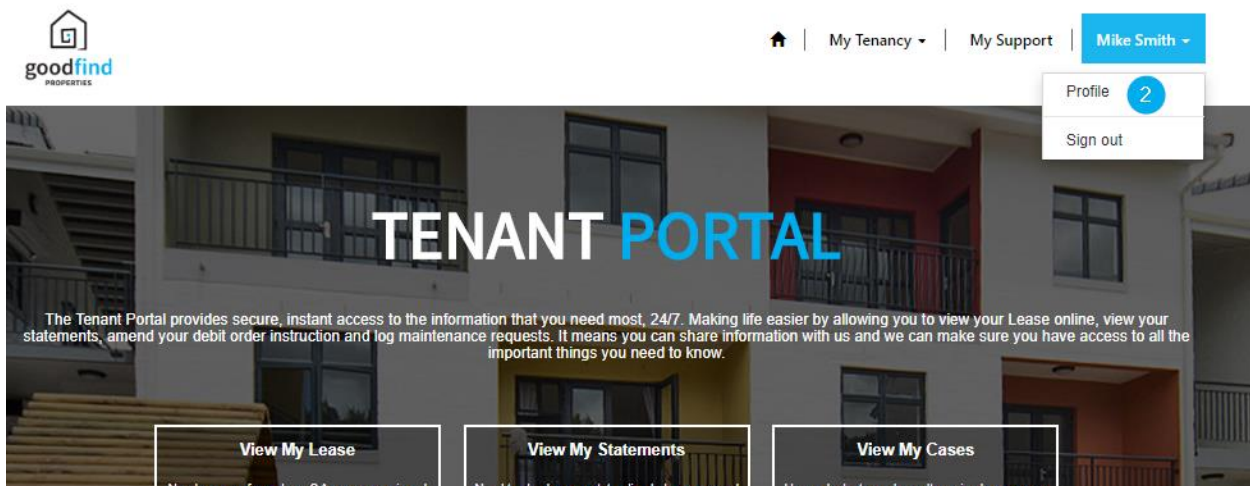 goodfind
PROPERTIES
My Tenancy
My Support
Mike Smith
Profile
2
Sign out
TENANT PORTAL
The Tenant Portal provides secure, instant access to the information that you need most, 24/7. Making life easier by allowing you to view your Lease online, view your
statements, amend your debit order instruction and log maintenance requests. It means you can share information with us and we can make sure you have access to all the
important things you need to know.
View My Lease
View My Statements
View My Cases